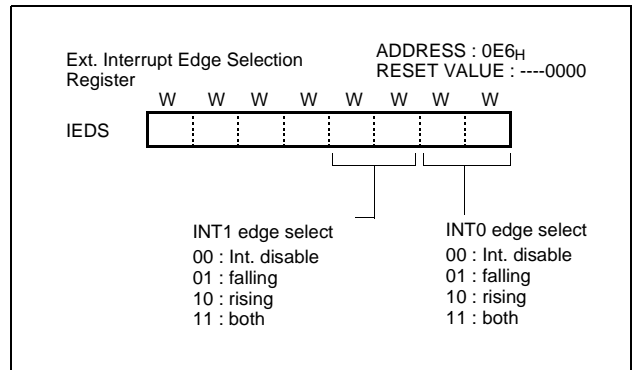 Ext. Interrupt Edge Selection
Register
ADDRESS : 0E6H
RESET VALUE : ----0000
W W W W W W W W
IEDS
INT1 edge select
00 : Int. disable
01 : falling
10 : rising
11 : both
INT0 edge select
00 : Int. disable
01 : falling
10 : rising
11 : both